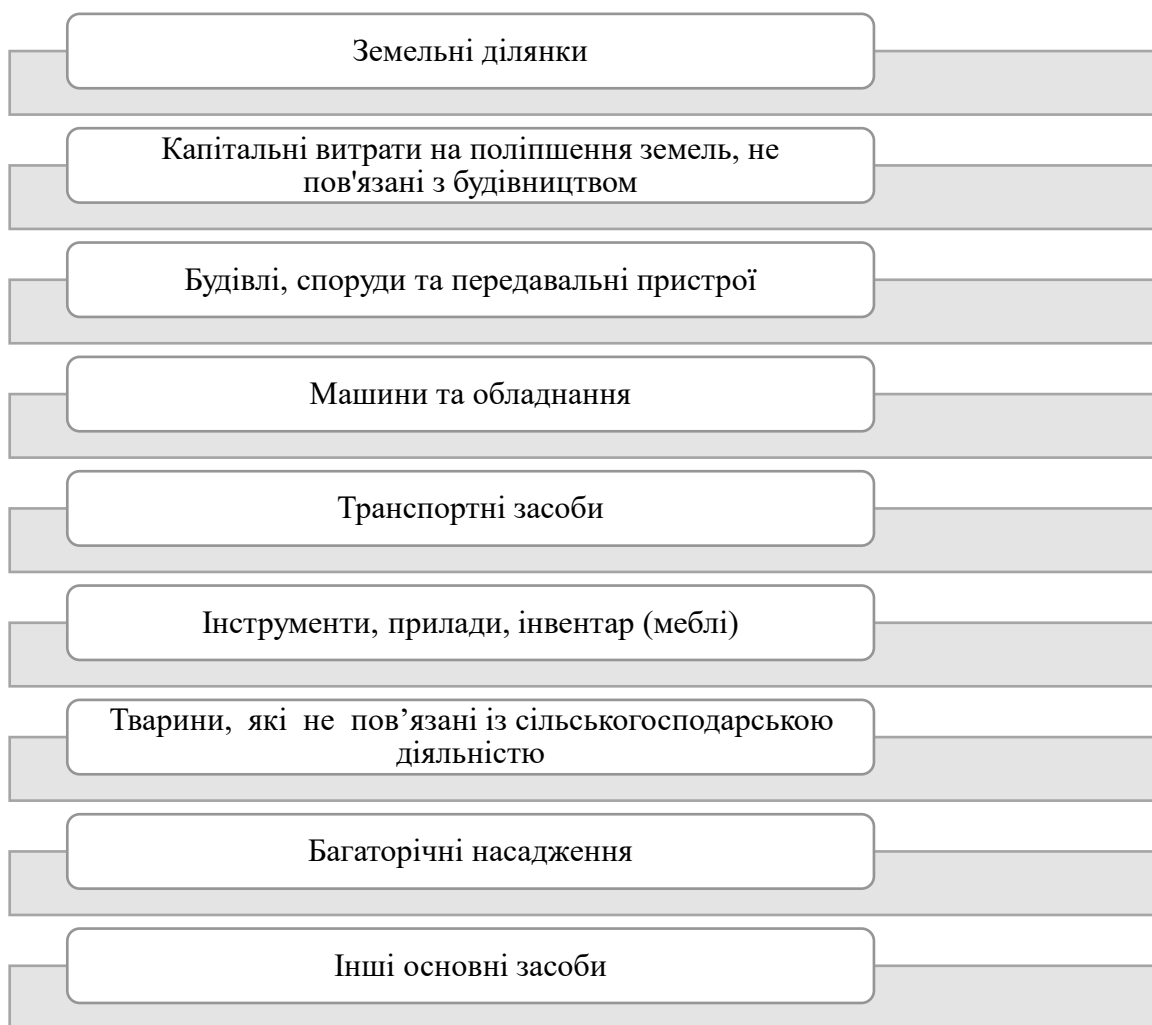 Земельні ділянки
Капітальні витрати на поліпшення земель, не
пов'язані з будівництвом
Будівлі, споруди та передавальні пристрої
Машини та обладнання
Транспортні засоби
Інструменти, прилади, інвентар (меблі)
Тварини, які не пов’язані із сільськогосподарською
діяльністю
Багаторічні насадження
Інші основні засоби